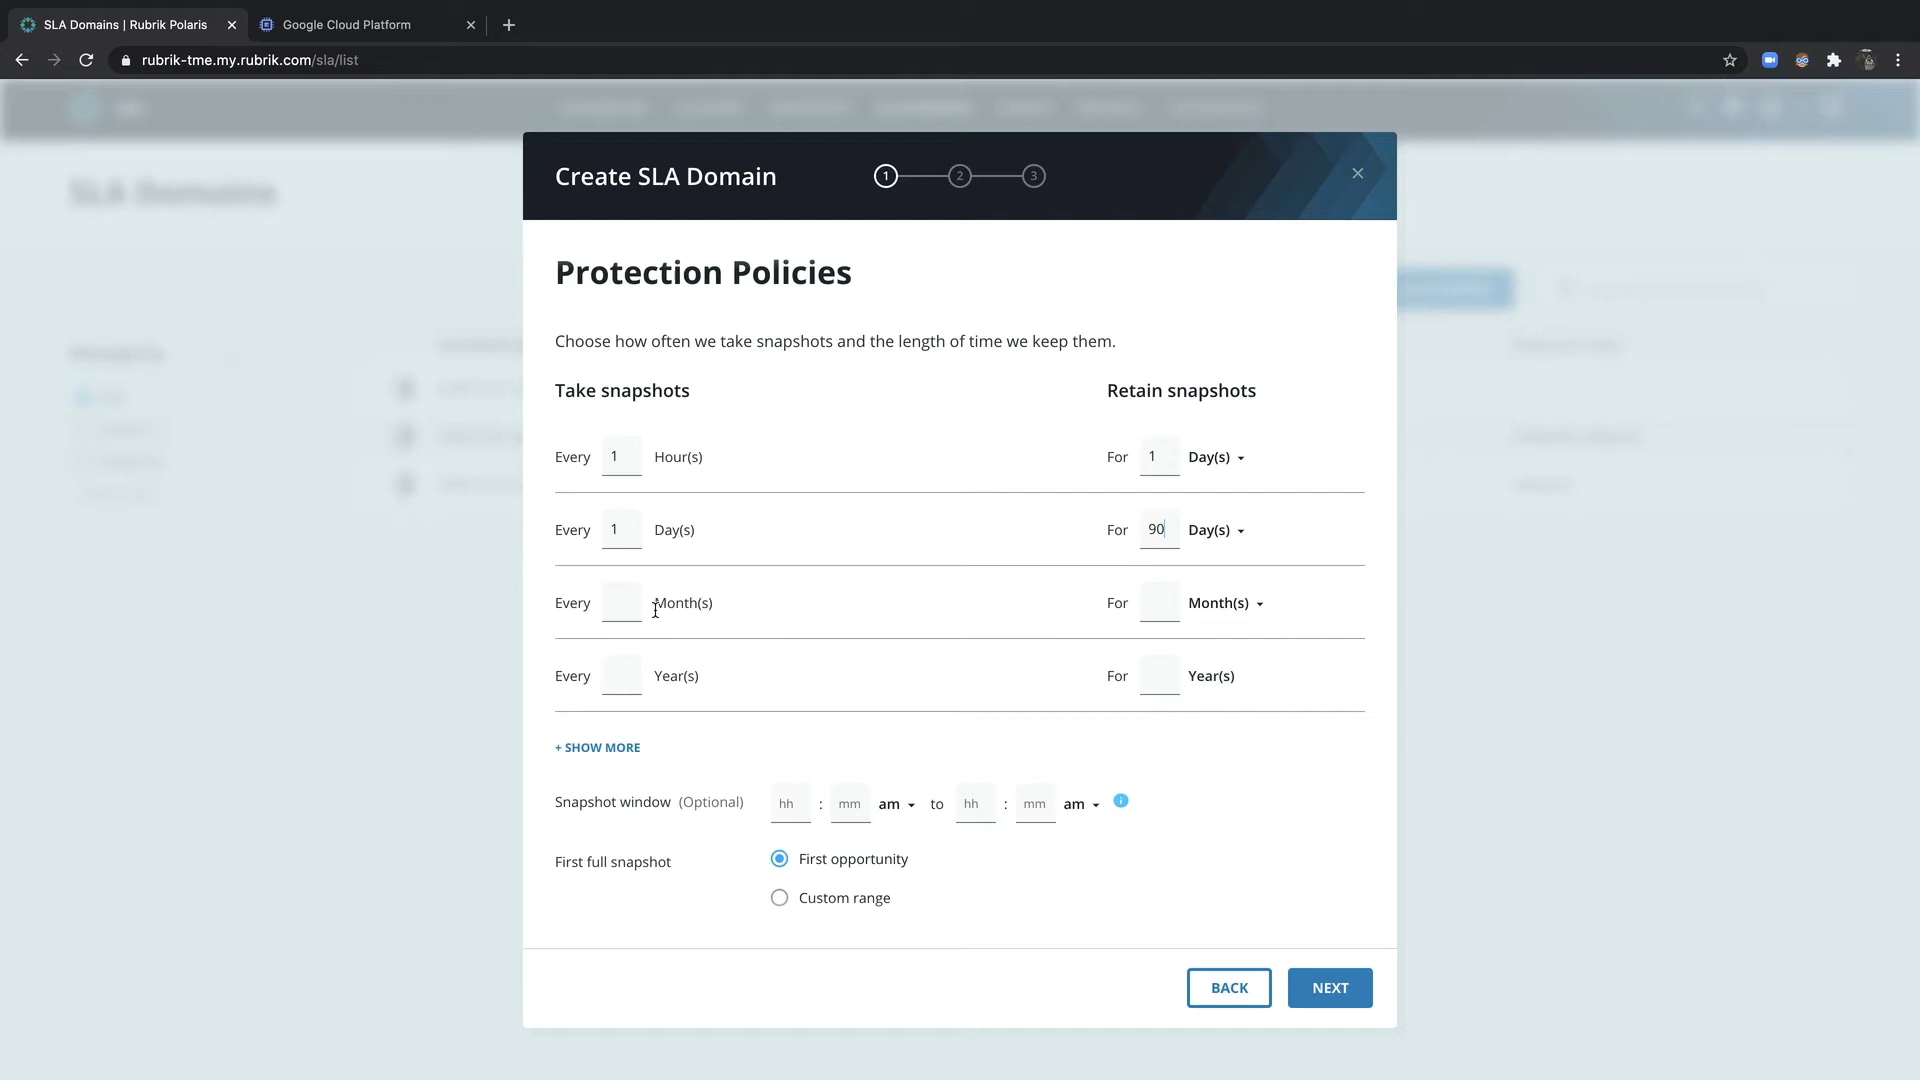 SLA Domains | Rubrik Polaris
Google Cloud Platform
rubrik-tme.my.rubrik.com/sla/list
SLA Domains
Create SLA Domain
1
2
3
Protection Policies
Choose how often we take snapshots and the length of time we keep them.
Take snapshots
Retain snapshots
Every 1 Hour(s)
For 1 Day(s)
Every 1 Day(s)
For 90 Day(s)
Every Month(s)
For Month(s)
Every Year(s)
For Year(s)
+ SHOW MORE
Snapshot window (Optional) hh : mm am to hh : mm am
First full snapshot
First opportunity
Custom range
BACK
NEXT